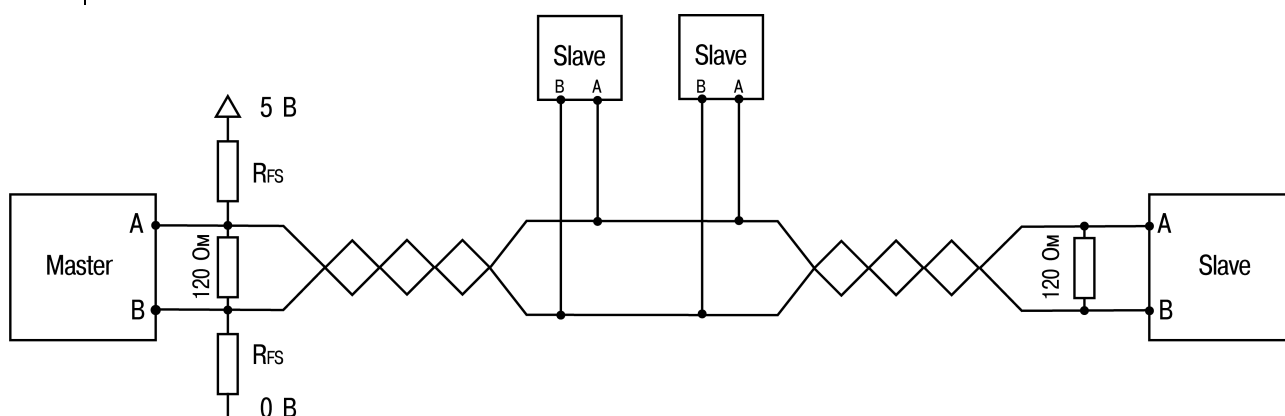 Slave
B A
Slave
B A
5 В
RFS
A
Master
120 Ом
B
RFS
0 В
A
120 Ом
Slave
B